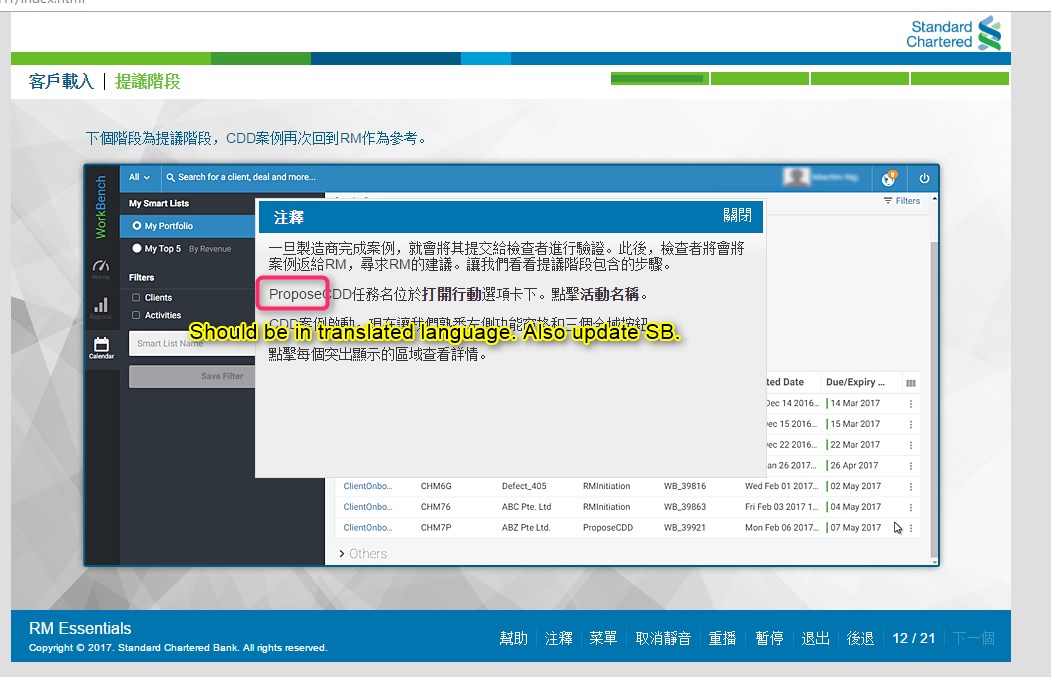 Standard
Chartered
客戶載入 | 提議階段
下個階段為提議階段，CDD案例再次回到RM作為參考。
WorkBench
All
Search for a client, deal and more...
Home
Reports
Calendar
My Smart Lists
My Portfolio
My Top 5 By Revenue
Filters
Clients
Activities
Smart List Name
Save Filter
Filters
注釋 關閉
一旦製造商完成案例，就會將其提交給檢查者進行驗證。此後，檢查者將會將
案例返給RM，尋求RM的建議。讓我們看看提議階段包含的步驟。
ProposeCDD任務名位於打開行動選項卡下。點擊活動名稱。
Should be in translated language. Also update SB.
點擊每個突出顯示的區域查看詳情。
ted Date Due/Expiry ...
Dec 14 2016... 14 Mar 2017
ec 15 2016... 15 Mar 2017
ec 22 2016... 22 Mar 2017
an 26 2017... 26 Apr 2017
ClientOnbo... CHM6G Defect_405 RMInitiation WB_39816 Wed Feb 01 2017... 02 May 2017
ClientOnbo... CHM76 ABC Pte. Ltd RMInitiation WB_39863 Fri Feb 03 2017 1... 04 May 2017
ClientOnbo... CHM7P ABZ Pte Ltd. ProposeCDD WB_39921 Mon Feb 06 2017... 07 May 2017
Others
RM Essentials
Copyright © 2017. Standard Chartered Bank. All rights reserved.
幫助 注釋 菜單 取消靜音 重播 暫停 退出 後退 12 / 21 下一個